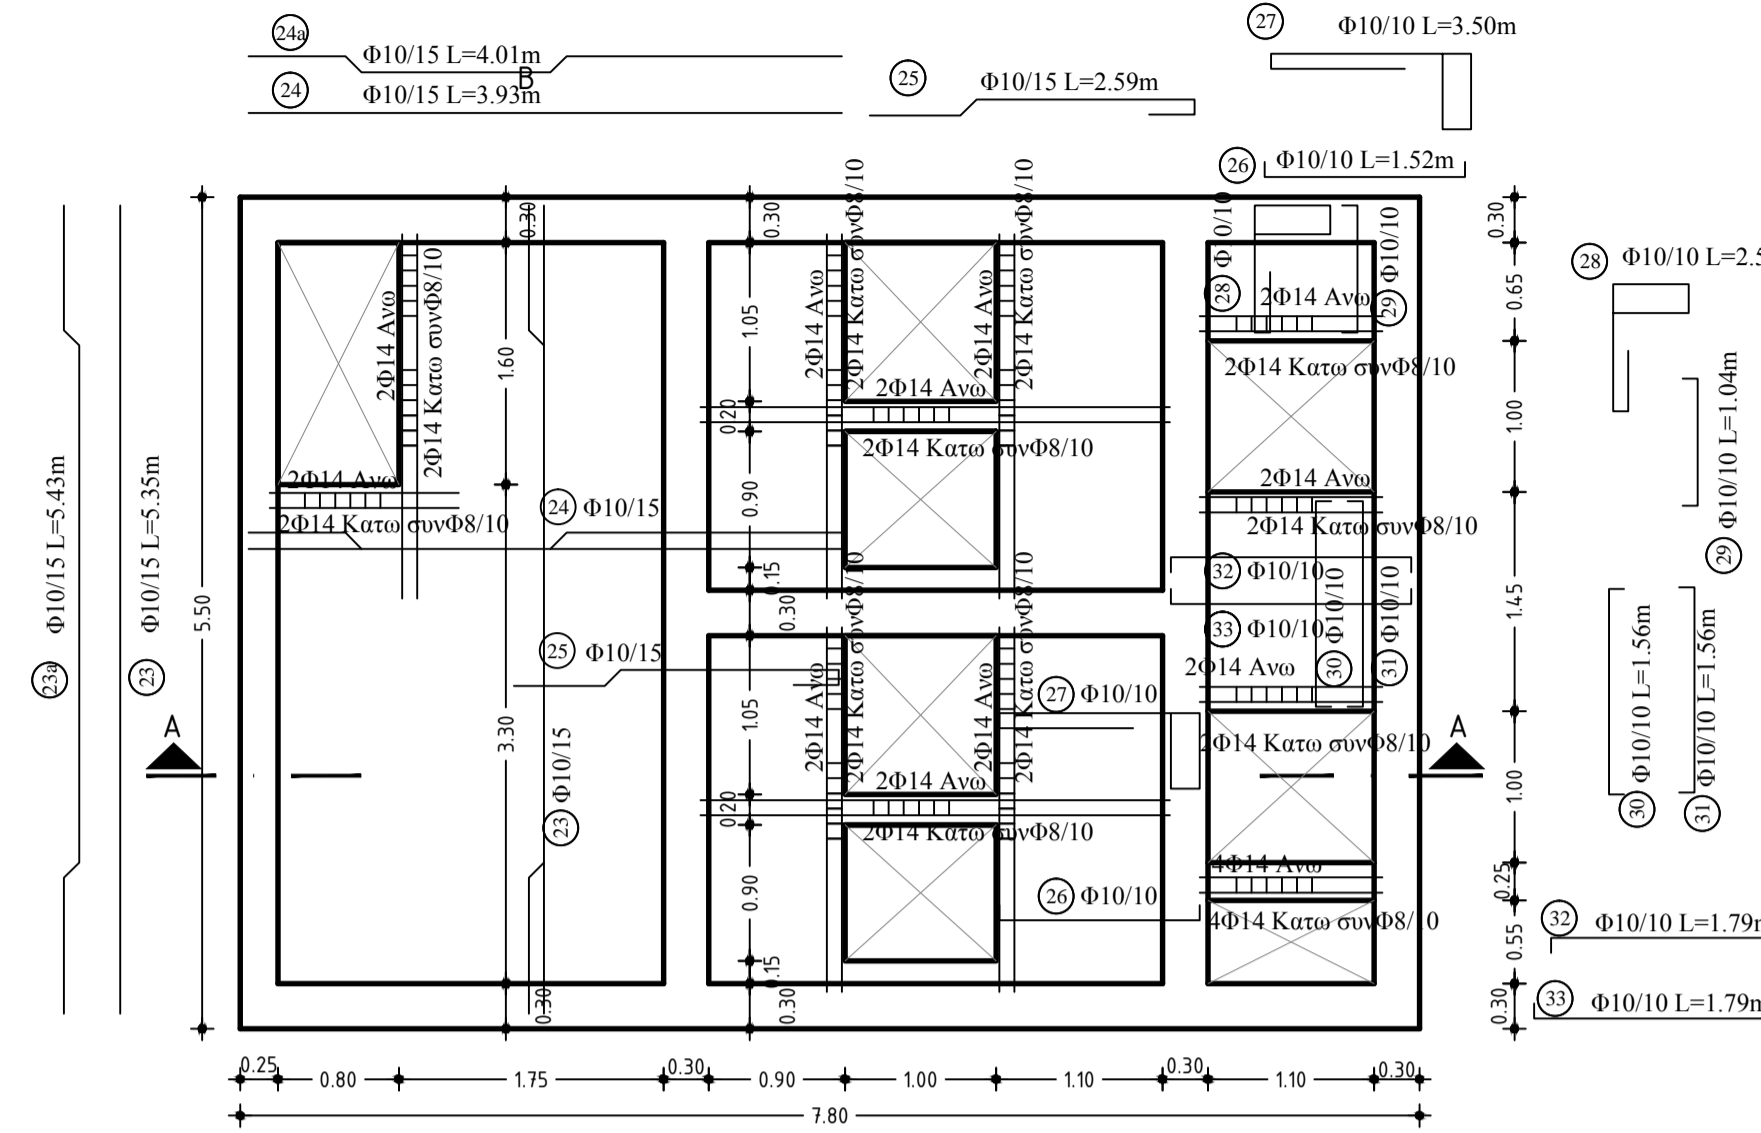 24a
Φ10/15 L=4.01m
B
24
Φ10/15 L=3.93m
25
Φ10/15 L=2.59m
27
Φ10/10 L=3.50m
26
Φ10/10 L=1.52m
28
Φ10/10 L=2.5
29
Φ10/10 L=1.04m
30
Φ10/10 L=1.56m
31
Φ10/10 L=1.56m
32
Φ10/10 L=1.79m
33
Φ10/10 L=1.79m
23a
Φ10/15 L=5.43m
23
Φ10/15 L=5.35m
5.50
A
A
0.30
1.60
3.30
0.30
2Φ14 Ανω
2Φ14 Κατω συνΦ8/10
2Φ14 Ανω
2Φ14 Κατω συνΦ8/10
24
Φ10/15
25
Φ10/15
23
Φ10/15
0.30
1.05
0.20
0.90
0.15
0.30
1.05
0.20
0.90
0.15
0.30
2Φ14 Ανω
2Φ14 Κατω συνΦ8/10
2Φ14 Ανω
2Φ14 Κατω συνΦ8/10
2Φ14 Ανω
2Φ14 Κατω συνΦ8/10
2Φ14 Ανω
2Φ14 Κατω συνΦ8/10
2Φ14 Ανω
2Φ14 Κατω συνΦ8/10
2Φ14 Ανω
2Φ14 Κατω συνΦ8/10
27
Φ10/10
26
Φ10/10
28
Φ10/10
29
Φ10/10
2Φ14 Ανω
2Φ14 Κατω συνΦ8/10
2Φ14 Ανω
2Φ14 Κατω συνΦ8/10
32
Φ10/10
33
Φ10/10
30
Φ10/10
31
Φ10/10
2Φ14 Ανω
2Φ14 Κατω συνΦ8/10
4Φ14 Ανω
4Φ14 Κατω συνΦ8/10
0.30
0.65
1.00
1.45
1.00
0.25
0.55
0.30
0.25
0.80
1.75
0.30
0.90
1.00
1.10
0.30
1.10
0.30
7.80